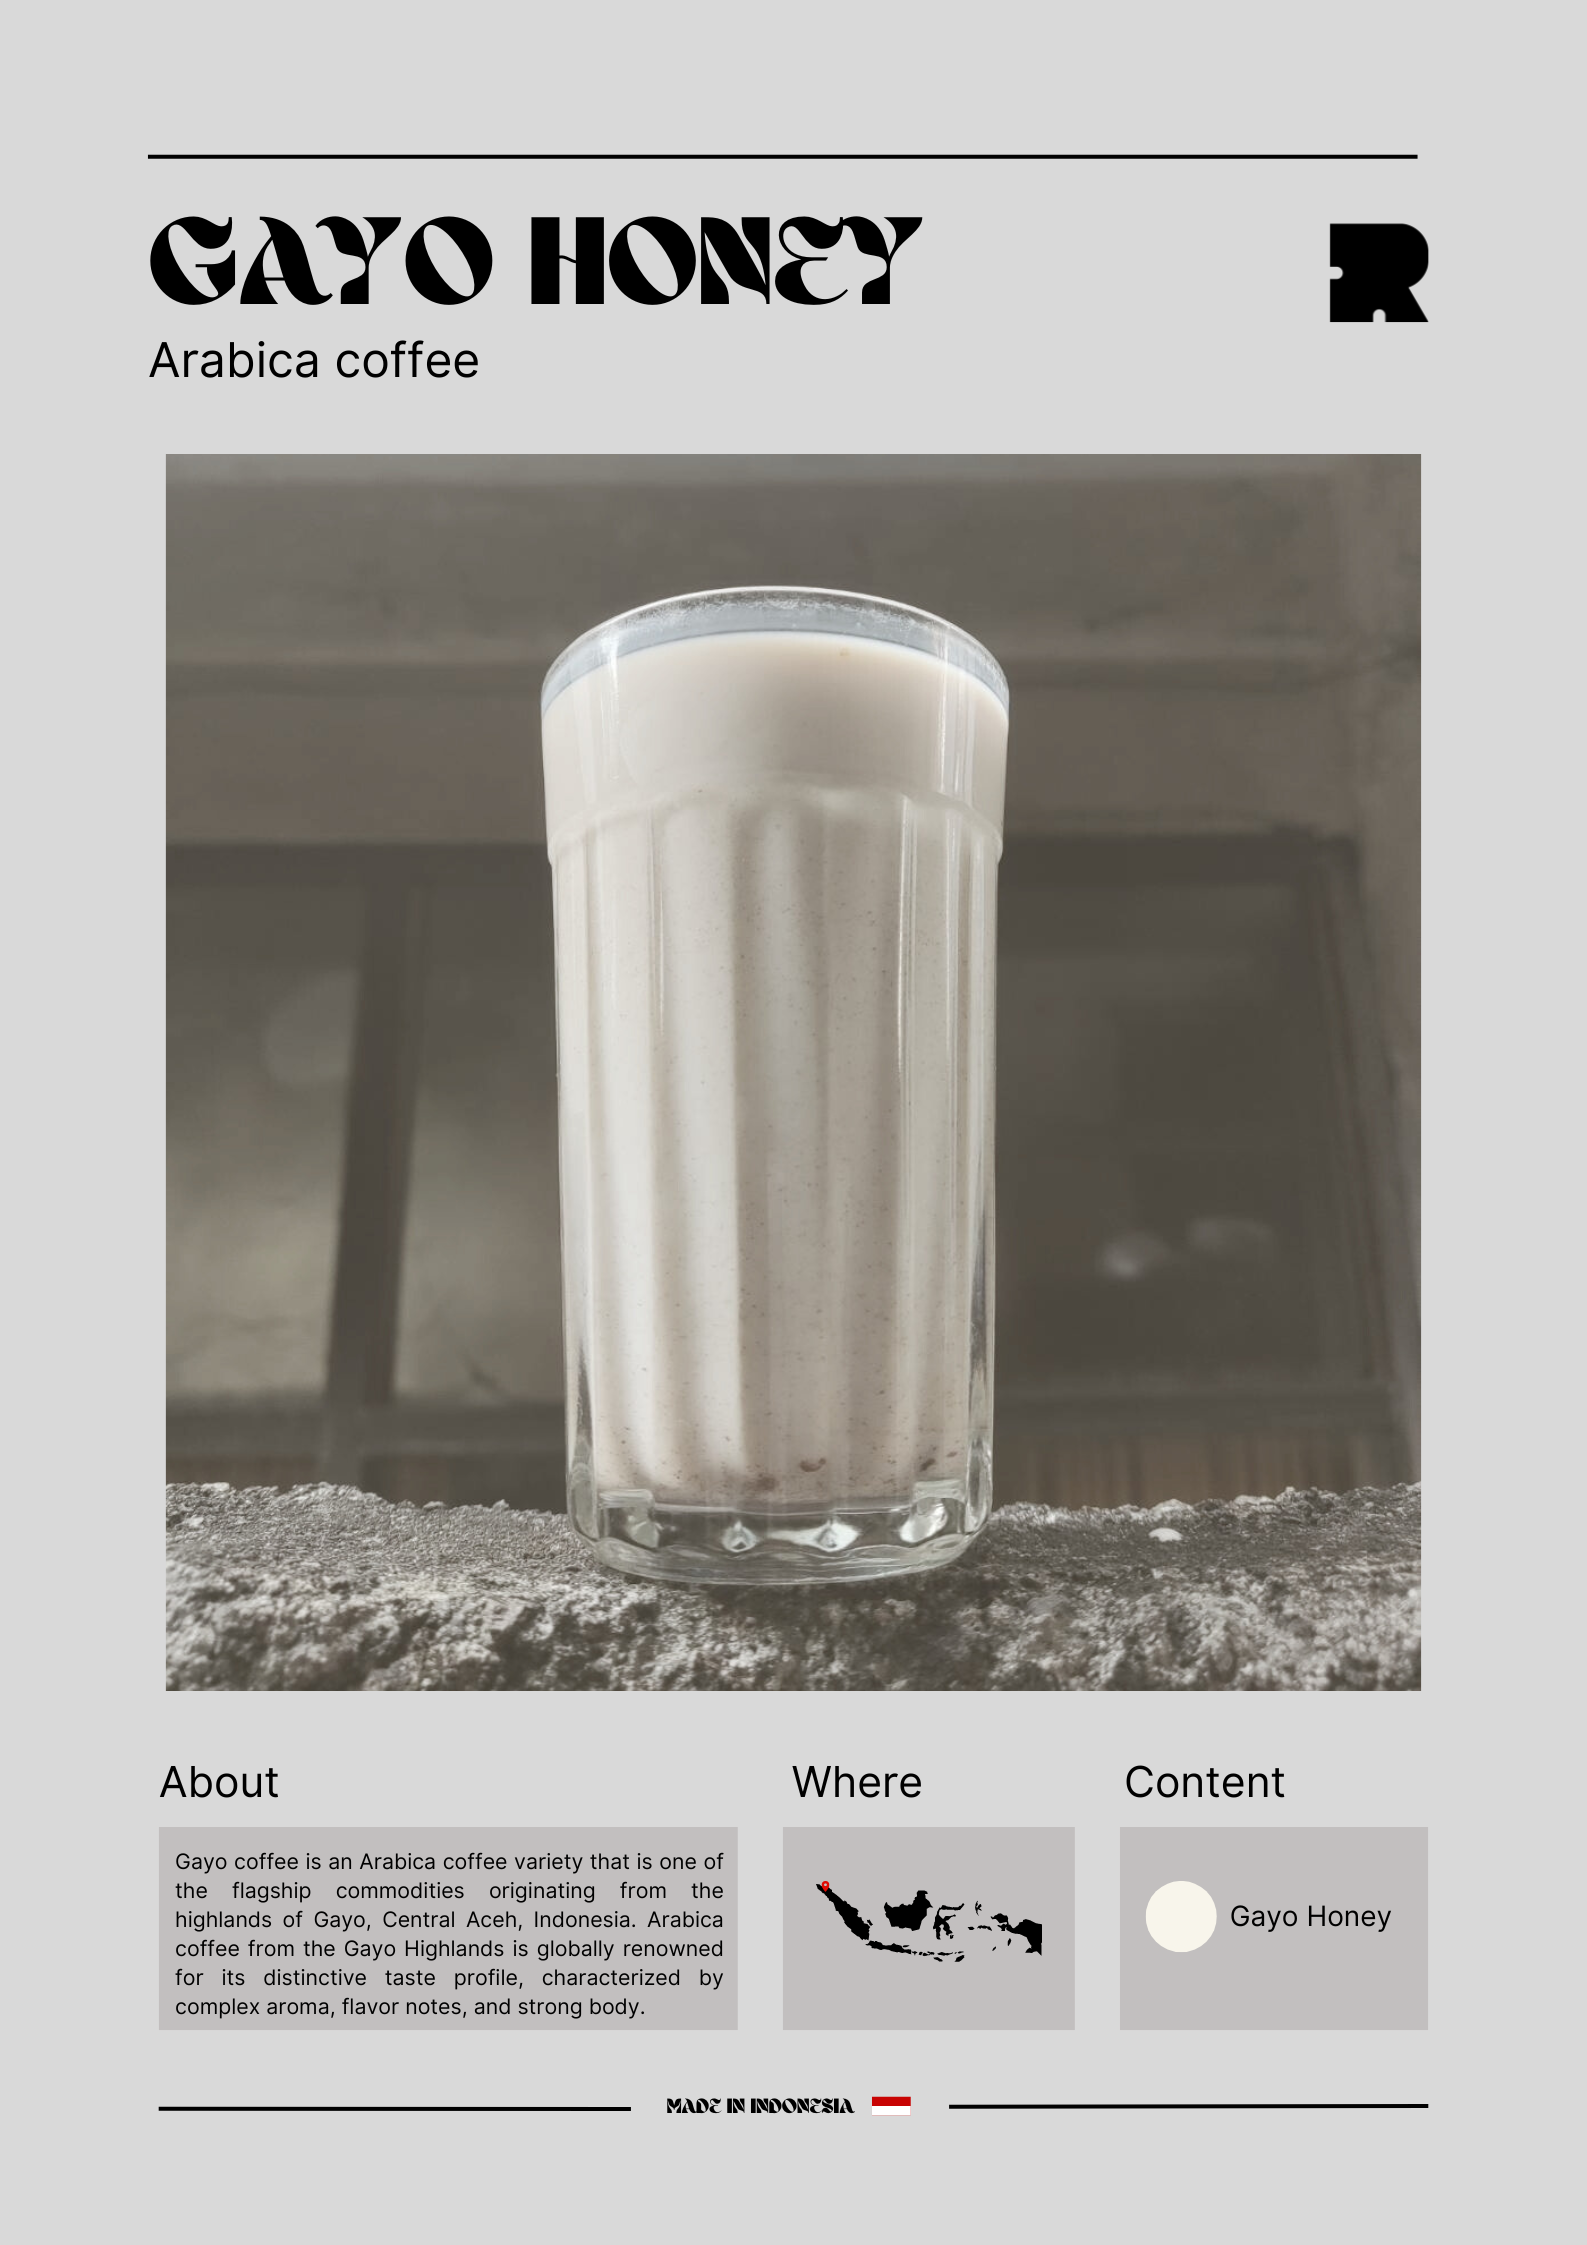 GAYO HONEY
Arabica coffee
About
Gayo coffee is an Arabica coffee variety that is one of
the flagship commodities originating from the
highlands of Gayo, Central Aceh, Indonesia. Arabica
coffee from the Gayo Highlands is globally renowned
for its distinctive taste profile, characterized by
complex aroma, flavor notes, and strong body.
Where
Content
Gayo Honey
MADE IN INDONESIA